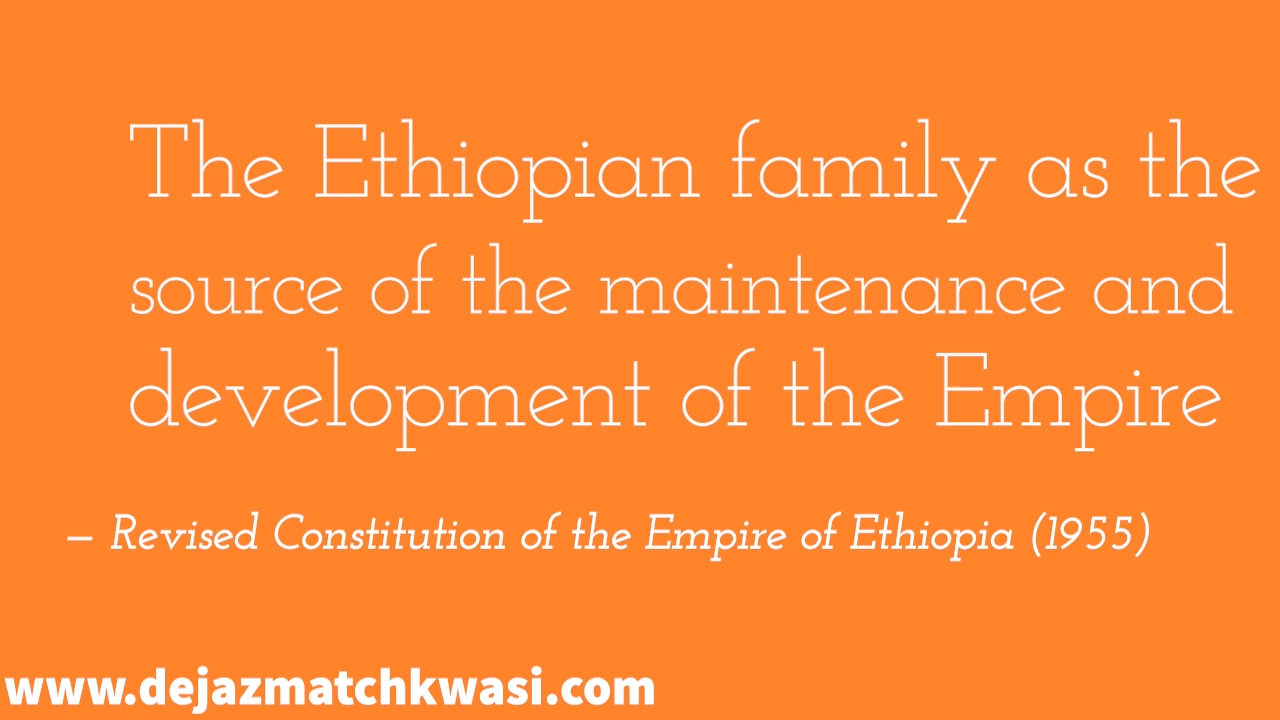 The Ethiopian family as the
source of the maintenance and
development of the Empire
– Revised Constitution of the Empire of Ethiopia (1955)
www.dejazmatchkwasi.com